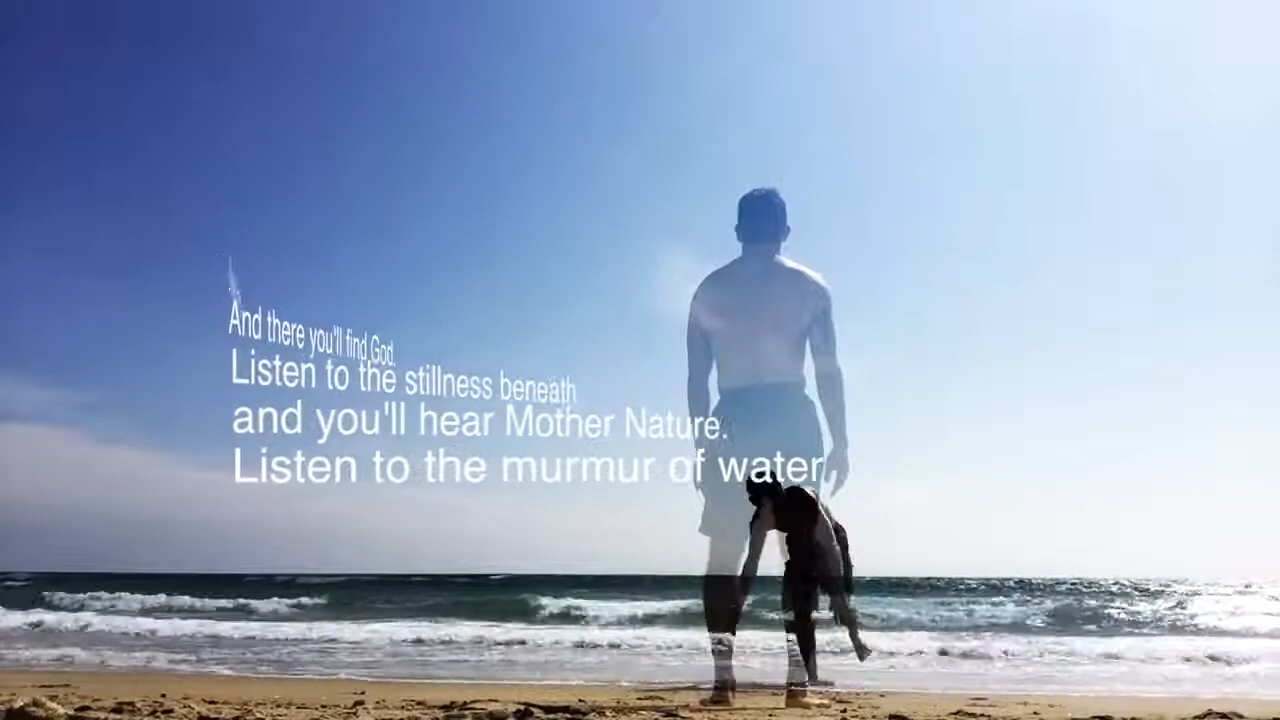 And there you'll find God.
Listen to the stillness beneath
and you'll hear Mother Nature.
Listen to the murmur of water